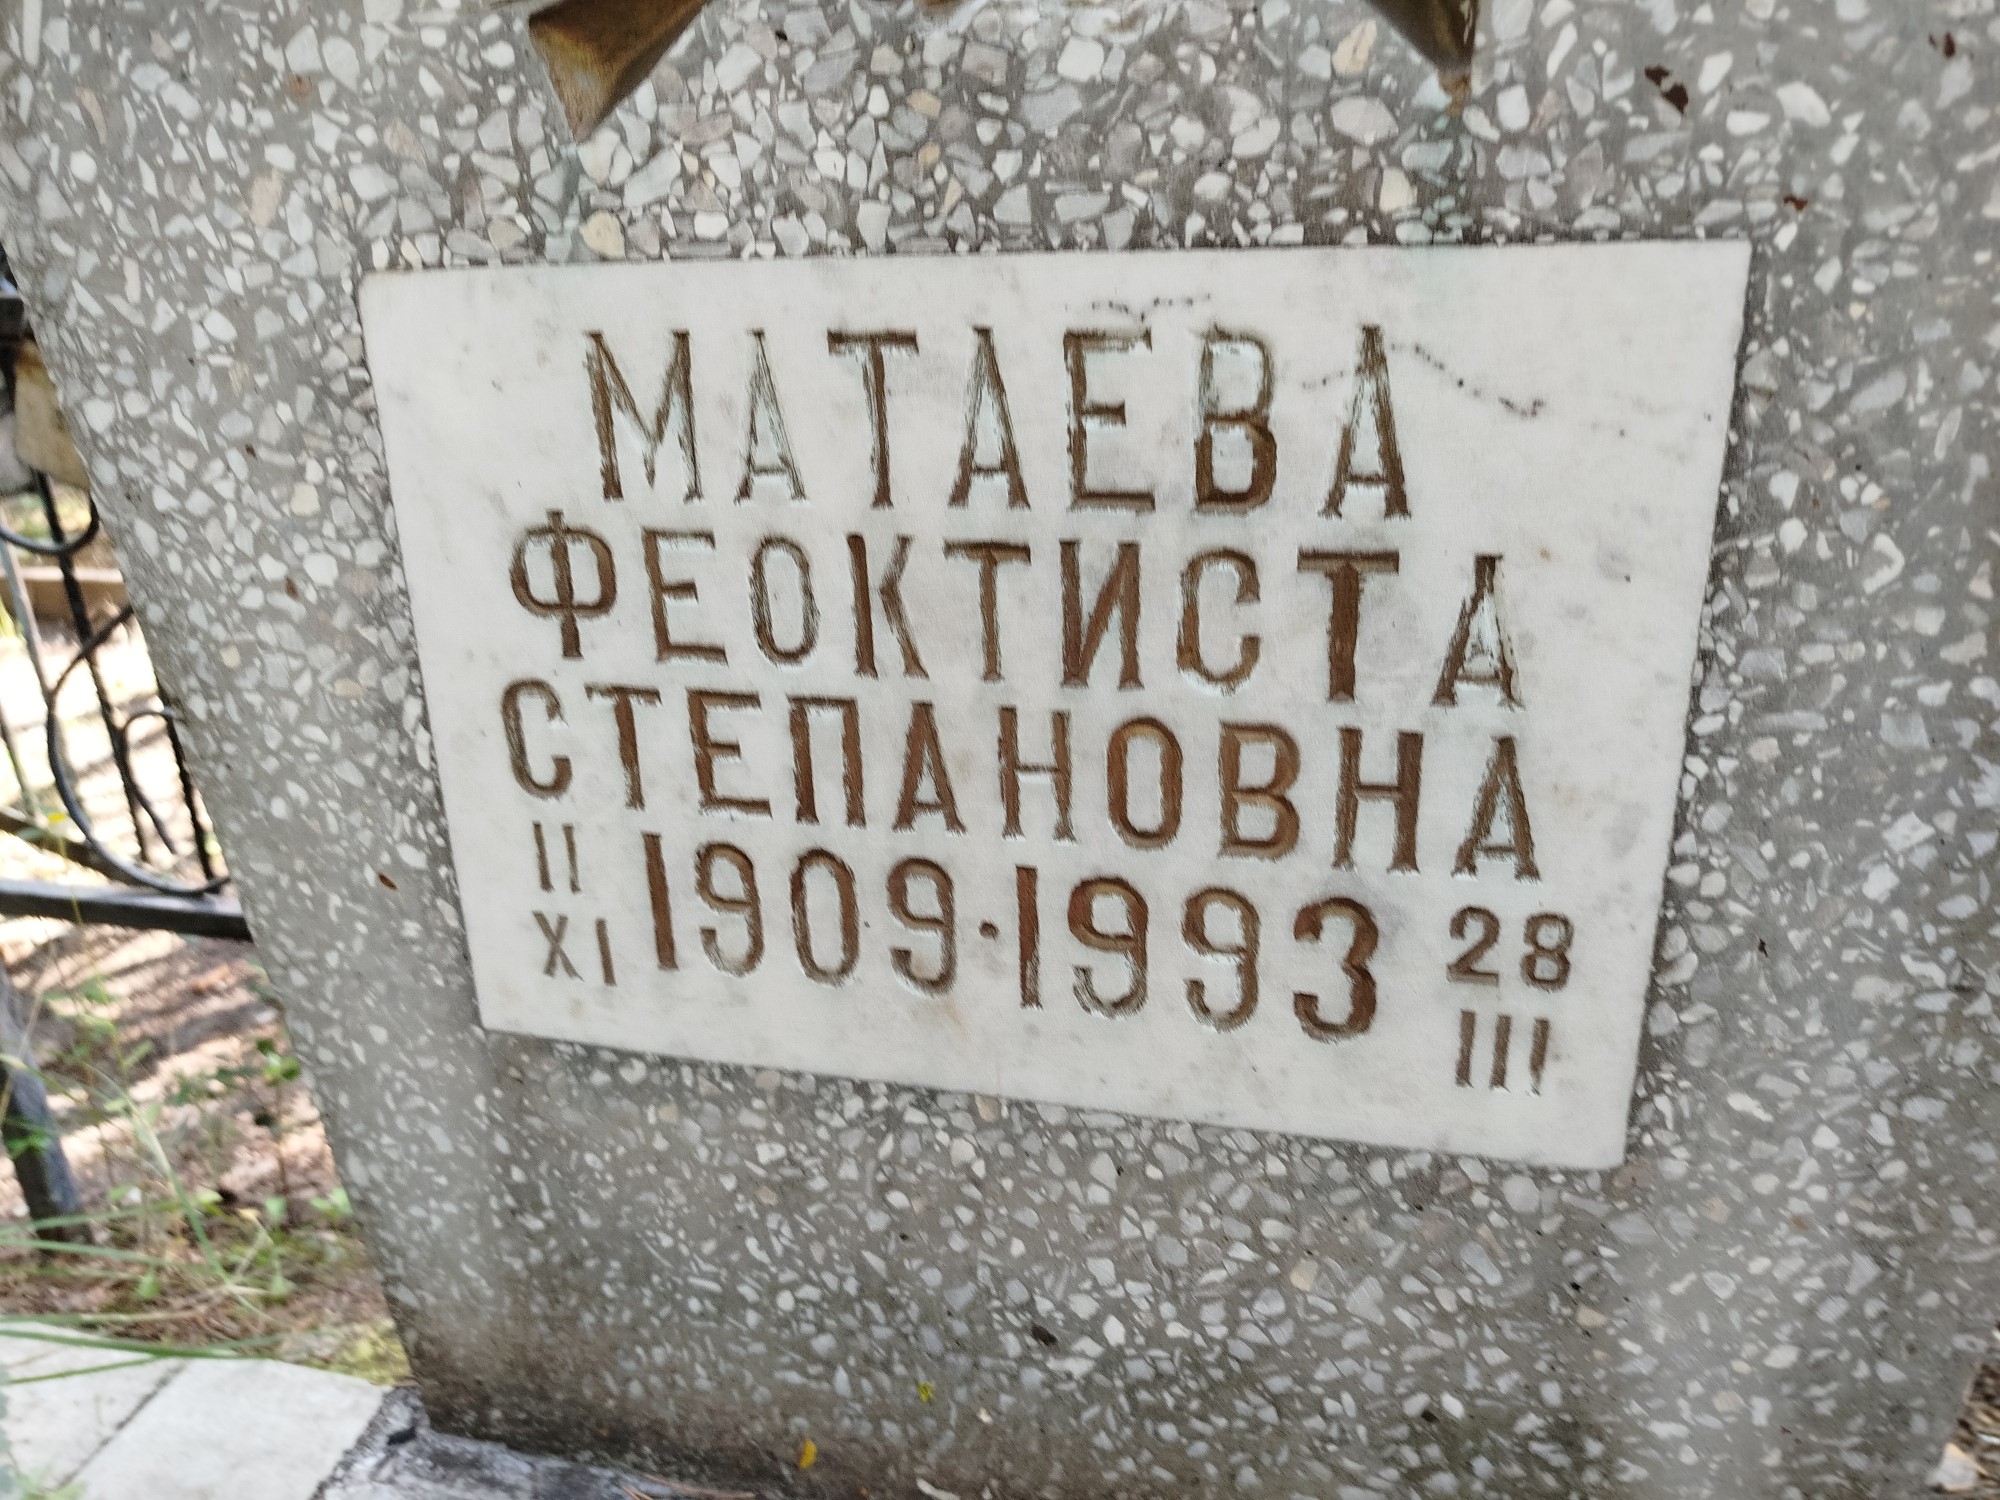 МАТАЕВА
ФЕОКТИСТА
СТЕПАНОВНА
11 1909·1993 28
XI III